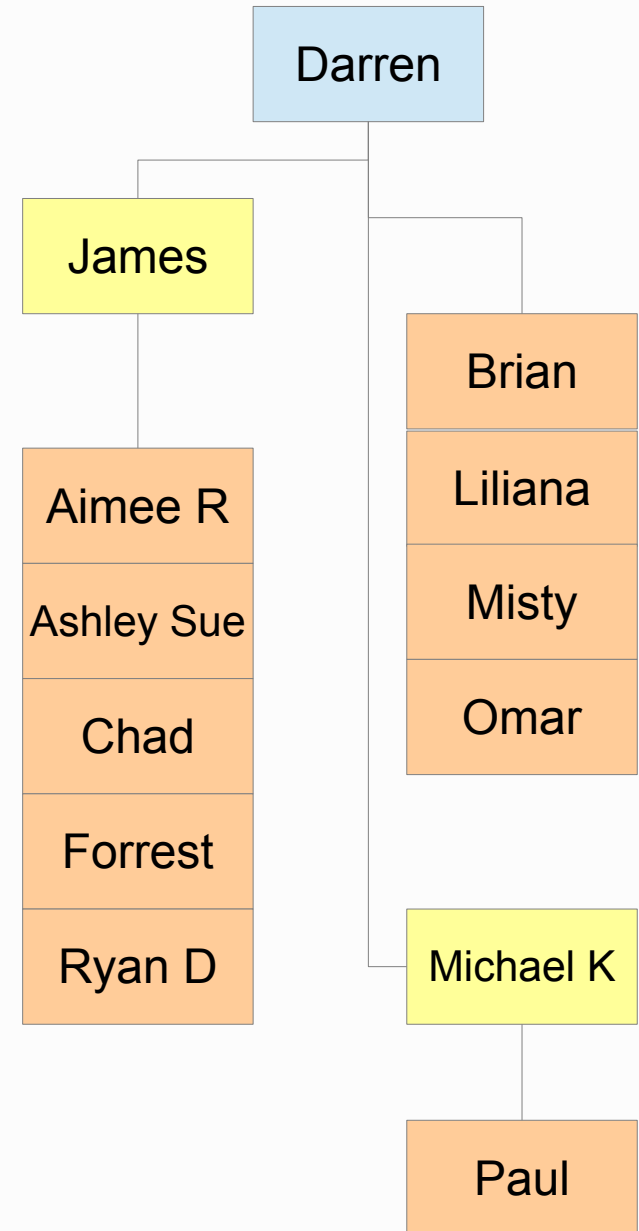 Darren
James
Aimee R
Ashley Sue
Chad
Forrest
Ryan D
Brian
Liliana
Misty
Omar
Michael K
Paul